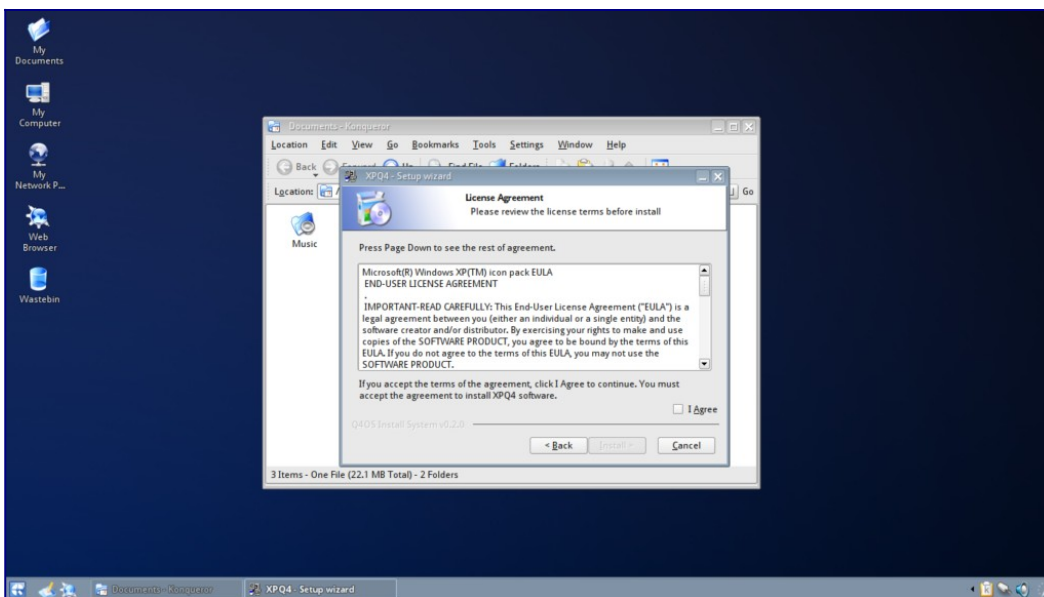 My
Documents
My
Computer
My
Network P...
Web
Browser
Wastebin
Documents - Konqueror
Location Edit View Go Bookmarks Tools Settings Window Help
Back
Location:
Go
Music
XPQ4 - Setup wizard
License Agreement
Please review the license terms before install
Press Page Down to see the rest of agreement.
Microsoft(R) Windows XP(TM) icon pack EULA
END-USER LICENSE AGREEMENT
.
IMPORTANT-READ CAREFULLY: This End-User License Agreement ("EULA") is a
legal agreement between you (either an individual or a single entity) and the
software creator and/or distributor. By exercising your rights to make and use
copies of the SOFTWARE PRODUCT, you agree to be bound by the terms of this
EULA. If you do not agree to the terms of this EULA, you may not use the
SOFTWARE PRODUCT.
If you accept the terms of the agreement, click I Agree to continue. You must
accept the agreement to install XPQ4 software.
I Agree
Q4OS Install System v0.2.0
< Back Install > Cancel
3 Items - One File (22.1 MB Total) - 2 Folders
Documents - Konqueror XPQ4 - Setup wizard